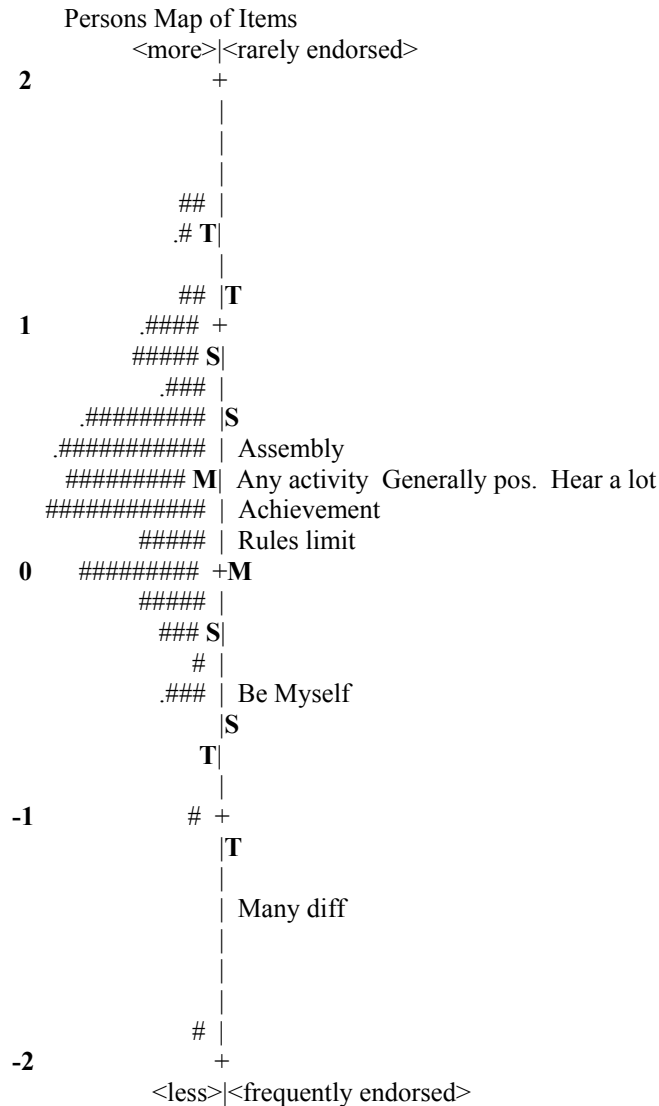 Persons Map of Items
<more>|<rarely endorsed>
2 +
|
|
|
## |
.# T|
|
## |T
1 .#### +
##### S|
.### |
.######### |S
.########### | Assembly
######### M| Any activity Generally pos. Hear a lot
############ | Achievement
##### | Rules limit
0 ######### +M
##### |
### S|
# |
.### | Be Myself
|S
T|
|
-1 # +
|T
|
| Many diff
|
|
|
# |
-2 +
<less>|<frequently endorsed>